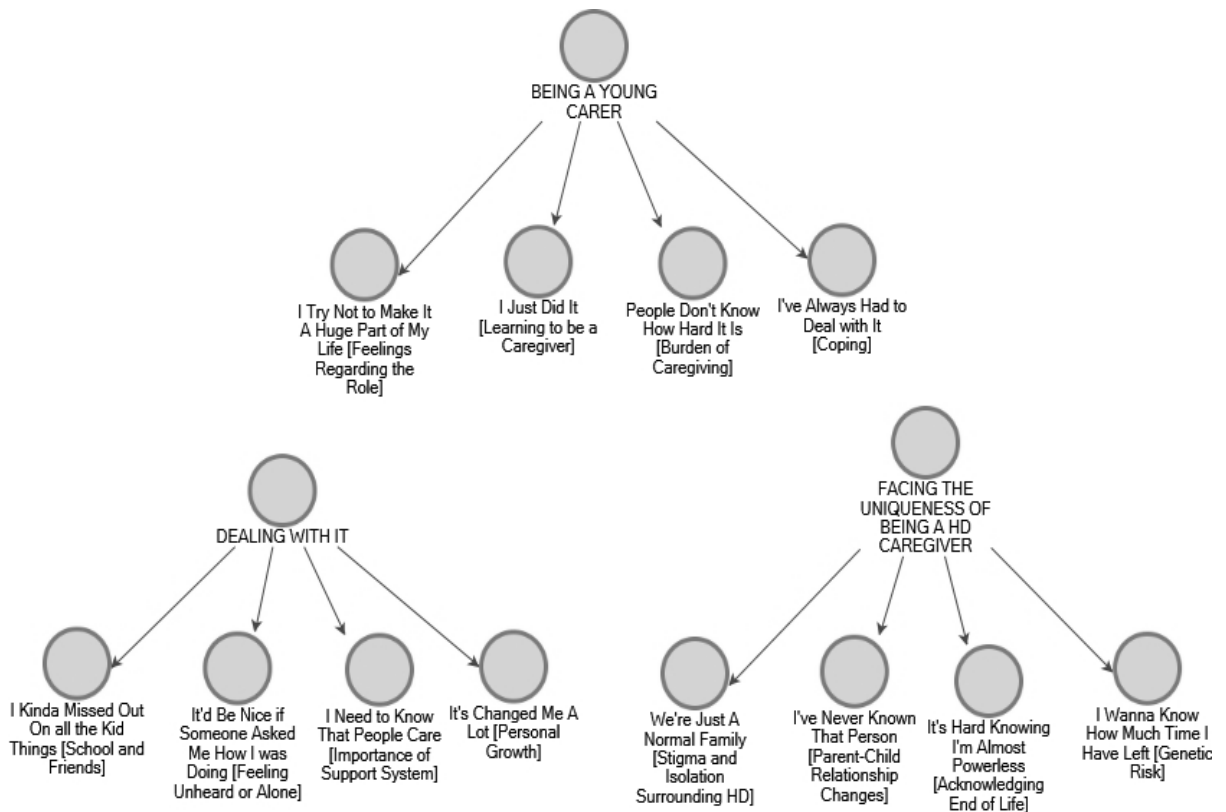 BEING A YOUNG
CARER
I Try Not to Make It
A Huge Part of My
Life [Feelings
Regarding the
Role]
I Just Did It
[Learning to be a
Caregiver]
People Don't Know
How Hard It Is
[Burden of
Caregiving]
I've Always Had to
Deal with It
[Coping]
DEALING WITH IT
I Kinda Missed Out
On all the Kid
Things [School and
Friends]
It'd Be Nice if
Someone Asked
Me How I was
Doing [Feeling
Unheard or Alone]
I Need to Know
That People Care
[Importance of
Support System]
It's Changed Me A
Lot [Personal
Growth]
FACING THE
UNIQUENESS OF
BEING A HD
CAREGIVER
We're Just A
Normal Family
[Stigma and
Isolation
Surrounding HD]
I've Never Known
That Person
[Parent-Child
Relationship
Changes]
It's Hard Knowing
I'm Almost
Powerless
[Acknowledging
End of Life]
I Wanna Know
How Much Time I
Have Left [Genetic
Risk]